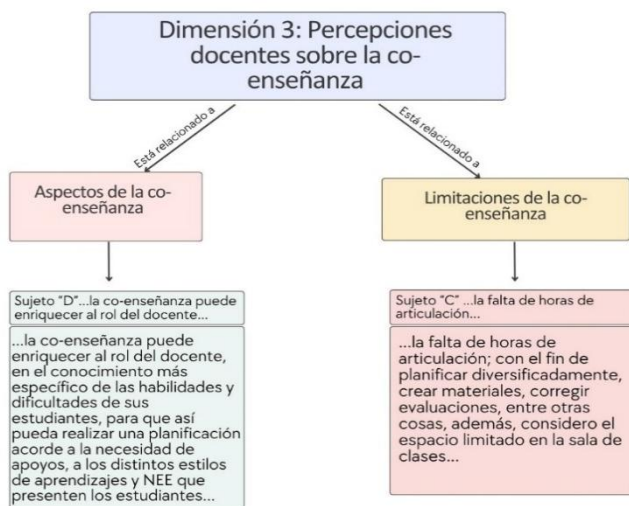 Dimensión 3: Percepciones
docentes sobre la co-
enseñanza
Está relacionado a
Está relacionado a
Aspectos de la co-
enseñanza
Limitaciones de la co-
enseñanza
Sujeto "D"...la co-enseñanza puede
enriquecer al rol del docente...
...la co-enseñanza puede
enriquecer al rol del docente,
en el conocimiento más
específico de las habilidades y
dificultades de sus
estudiantes, para que así
pueda realizar una planificación
acorde a la necesidad de
apoyos, a los distintos estilos
de aprendizajes y NEE que
presenten los estudiantes...
Sujeto "C" ...la falta de horas de
articulación...
...la falta de horas de
articulación; con el fin de
planificar diversificadamente,
crear materiales, corregir
evaluaciones, entre otras
cosas, además, considero el
espacio limitado en la sala de
clases...